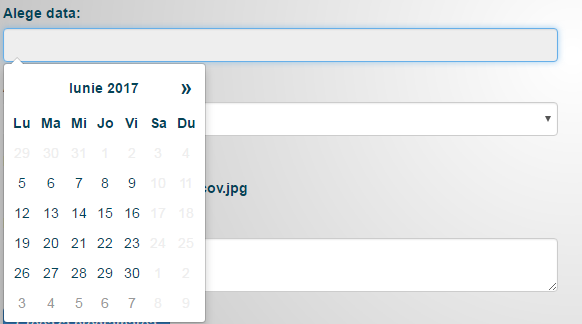 Alege data:
Iunie 2017 »
Lu Ma Mi Jo Vi Sa Du
29 30 31 1 2 3 4
5 6 7 8 9 10 11
cov.jpg
12 13 14 15 16 17 18
19 20 21 22 23 24 25
26 27 28 29 30 1 2
3 4 5 6 7 8 9